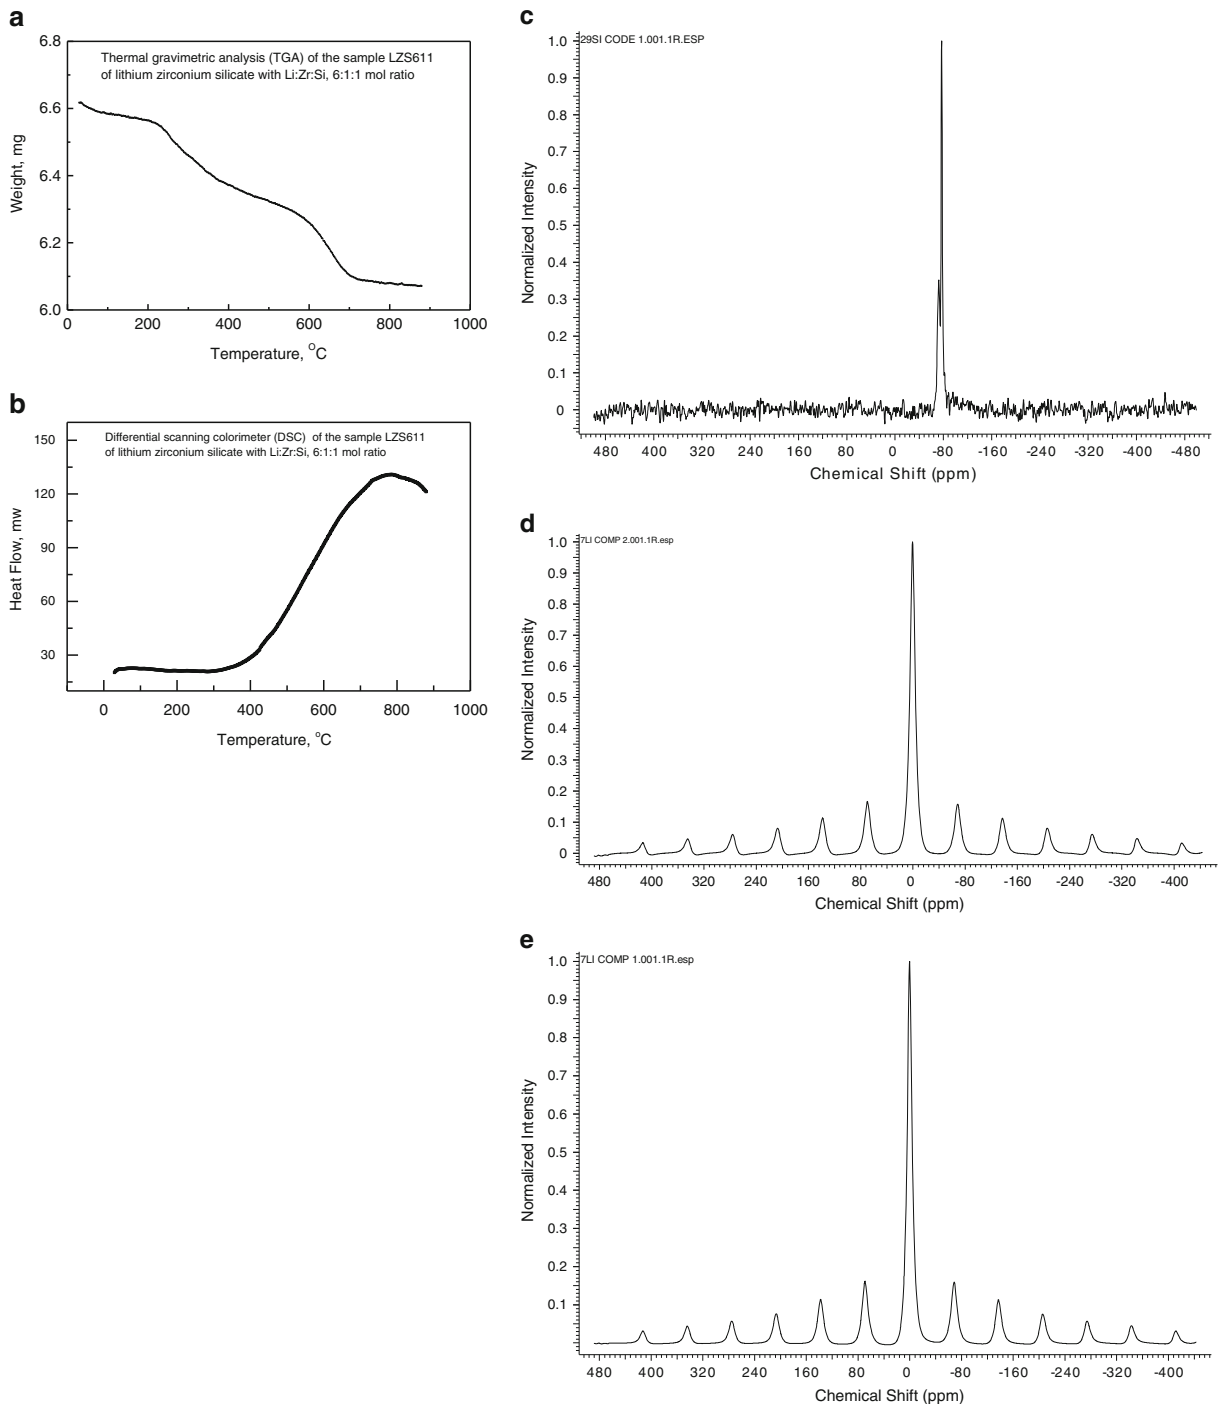 a
6.8
Thermal gravimetric analysis (TGA) of the sample LZS611
of lithium zirconium silicate with Li:Zr:Si, 6:1:1 mol ratio
6.6
6.4
6.2
6.0
Weight, mg
0 200 400 600 800 1000
Temperature, °C
b
150
Differential scanning colorimeter (DSC) of the sample LZS611
of lithium zirconium silicate with Li:Zr:Si, 6:1:1 mol ratio
120
90
60
30
Heat Flow, mw
0 200 400 600 800 1000
Temperature, °C
c
29SI CODE 1.001.1R.ESP
1.0
0.9
0.8
0.7
0.6
0.5
0.4
0.3
0.2
0.1
0
Normalized Intensity
480 400 320 240 160 80 0 -80 -160 -240 -320 -400 -480
Chemical Shift (ppm)
d
7LI COMP 2.001.1R.esp
1.0
0.9
0.8
0.7
0.6
0.5
0.4
0.3
0.2
0.1
0
Normalized Intensity
480 400 320 240 160 80 0 -80 -160 -240 -320 -400
Chemical Shift (ppm)
e
7LI COMP 1.001.1R.esp
1.0
0.9
0.8
0.7
0.6
0.5
0.4
0.3
0.2
0.1
Normalized Intensity
480 400 320 240 160 80 0 -80 -160 -240 -320 -400
Chemical Shift (ppm)